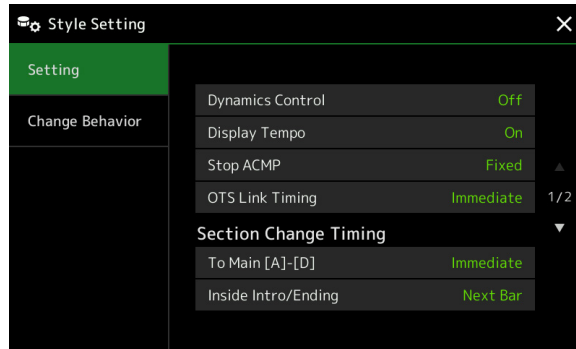 Style Setting
Setting
Change Behavior
Dynamics Control Off
Display Tempo On
Stop ACMP Fixed
OTS Link Timing Immediate
1/2
Section Change Timing
To Main [A]-[D] Immediate
Inside Intro/Ending Next Bar